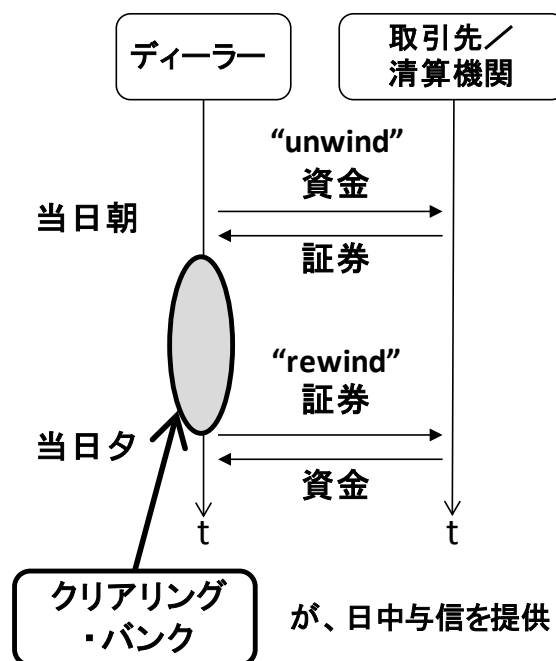 ディーラー
取引先／
清算機関
“unwind”
資金
当日朝
証券
“rewind”
証券
当日夕
資金
t
t
クリアリング
・バンク
が、日中与信を提供